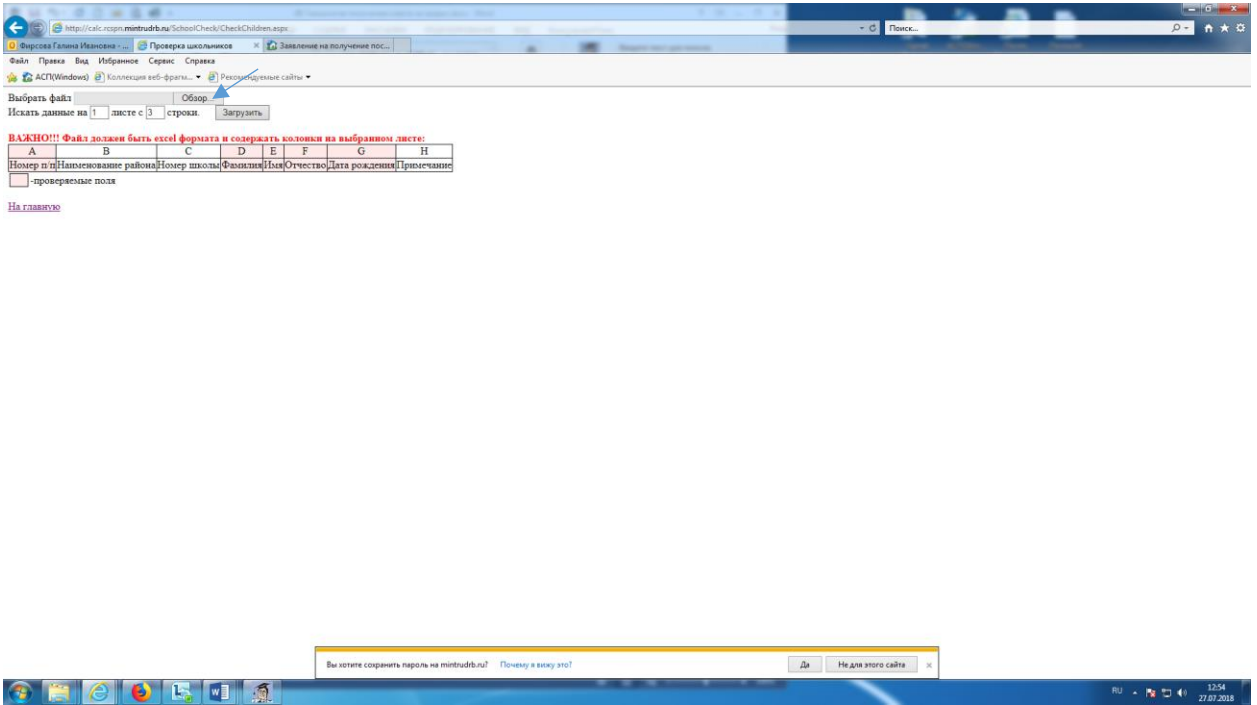 http://calc.rcspn.mintrudrb.ru/SchoolCheck/CheckChildren.aspx
Поиск...
Фирсова Галина Ивановна - ...
Проверка школьников
Заявление на получение пос...
Файл Правка Вид Избранное Сервис Справка
АСП(Windows) Коллекция веб-фрагм... Рекомендуемые сайты
Выбрать файл Обзор...
Искать данные на 1 листе с 3 строки. Загрузить
ВАЖНО!!! Файл должен быть excel формата и содержать колонки на выбранном листе:
A B C D E F G H
Номер п/п Наименование района Номер школы Фамилия Имя Отчество Дата рождения Примечание
-проверяемые поля
На главную
Вы хотите сохранить пароль на mintrudrb.ru? Почему я вижу это? Да Не для этого сайта
RU 12:54
27.07.2018